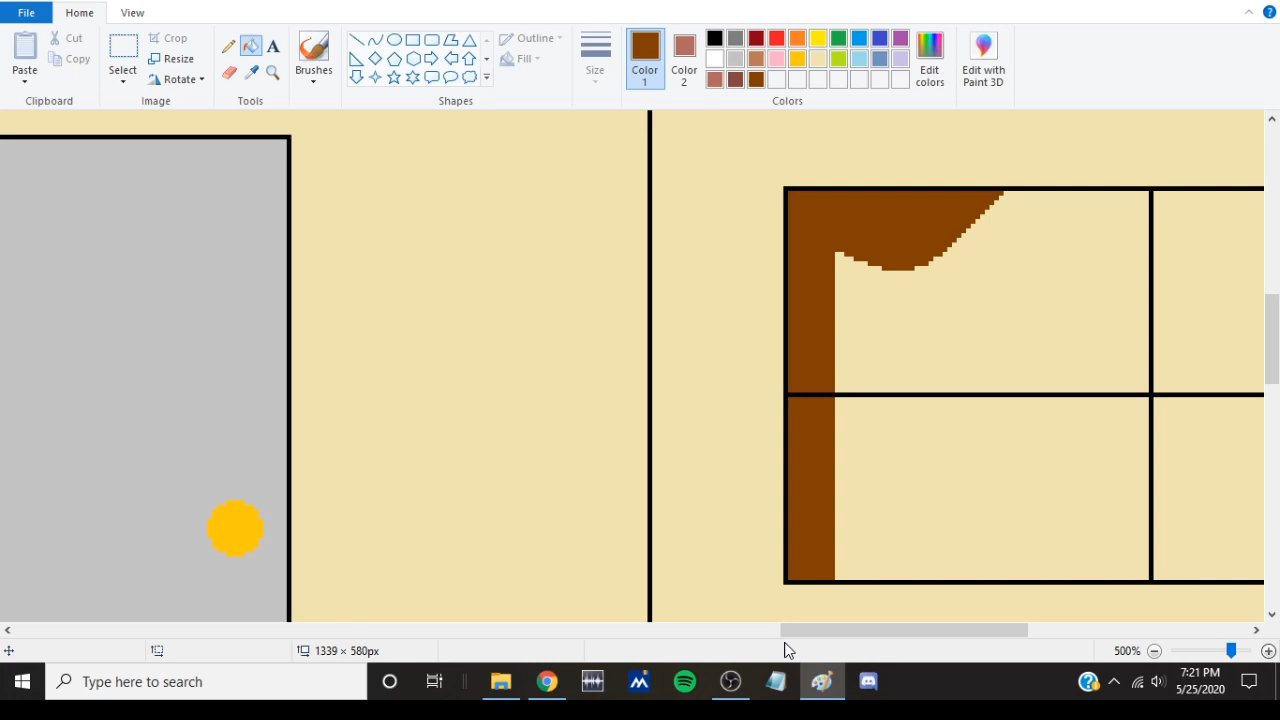 File Home View
Paste
Cut
Copy
Clipboard
Select
Crop
Resize
Rotate
Image
A
Tools
Brushes
Outline
Fill
Shapes
Size
Color 1
Color 2
Edit colors
Colors
Edit with Paint 3D
1339 × 580px
500%
Type here to search
7:21 PM
5/25/2020